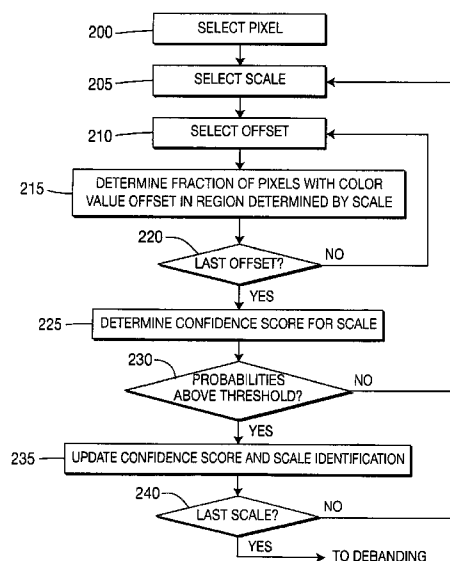 200
SELECT PIXEL
205
SELECT SCALE
210
SELECT OFFSET
215
DETERMINE FRACTION OF PIXELS WITH COLOR
VALUE OFFSET IN REGION DETERMINED BY SCALE
220
LAST OFFSET?
NO
YES
225
DETERMINE CONFIDENCE SCORE FOR SCALE
230
PROBABILITIES
ABOVE THRESHOLD?
NO
YES
235
UPDATE CONFIDENCE SCORE AND SCALE IDENTIFICATION
240
LAST SCALE?
NO
YES
TO DEBANDING